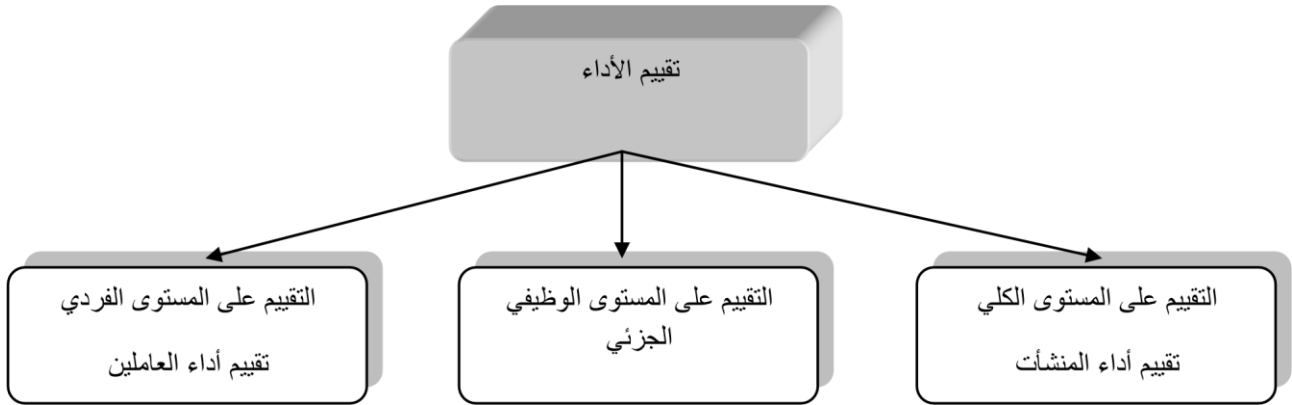 تقييم الأداء
التقييم على المستوى الكلي
تقييم أداء المنشأت
التقييم على المستوى الوظيفي
الجزئي
التقييم على المستوى الفردي
تقييم أداء العاملين